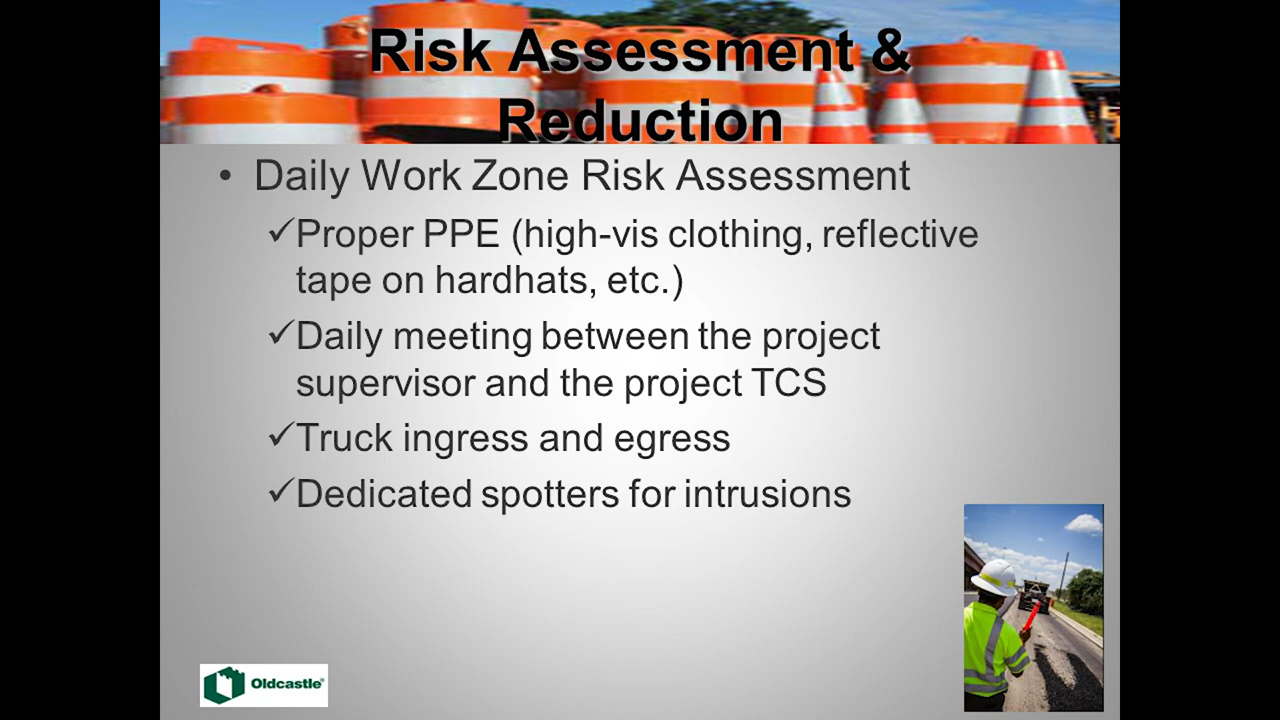 Risk Assessment &
Reduction
• Daily Work Zone Risk Assessment
✓Proper PPE (high-vis clothing, reflective
tape on hardhats, etc.)
✓Daily meeting between the project
supervisor and the project TCS
✓Truck ingress and egress
✓Dedicated spotters for intrusions
Oldcastle®